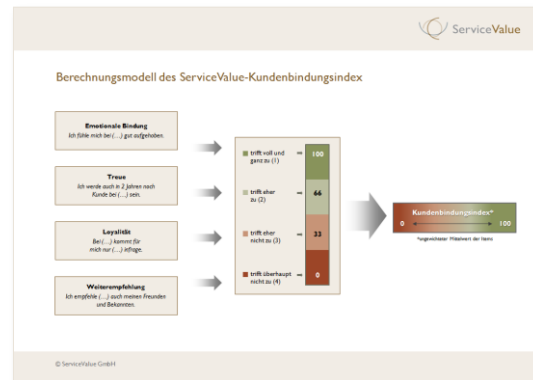 ServiceValue
Berechnungsmodell des ServiceValue-Kundenbindungsindex
Emotionale Bindung
Ich fühle mich bei (...) gut aufgehoben.
Treue
Ich werde auch in 2 Jahren noch
Kunde bei (...) sein.
Loyalität
Bei (...) kommt für
mich nur (...) infrage.
Weiterempfehlung
Ich empfehle (...) auch meinen Freunden
und Bekannten.
trifft voll und
ganz zu (1)
100
trifft eher
zu (2)
66
trifft eher
nicht zu (3)
33
trifft überhaupt
nicht zu (4)
0
Kundenbindungsindex*
0 100
*ungewichteter Mittelwert der Items
© ServiceValue GmbH